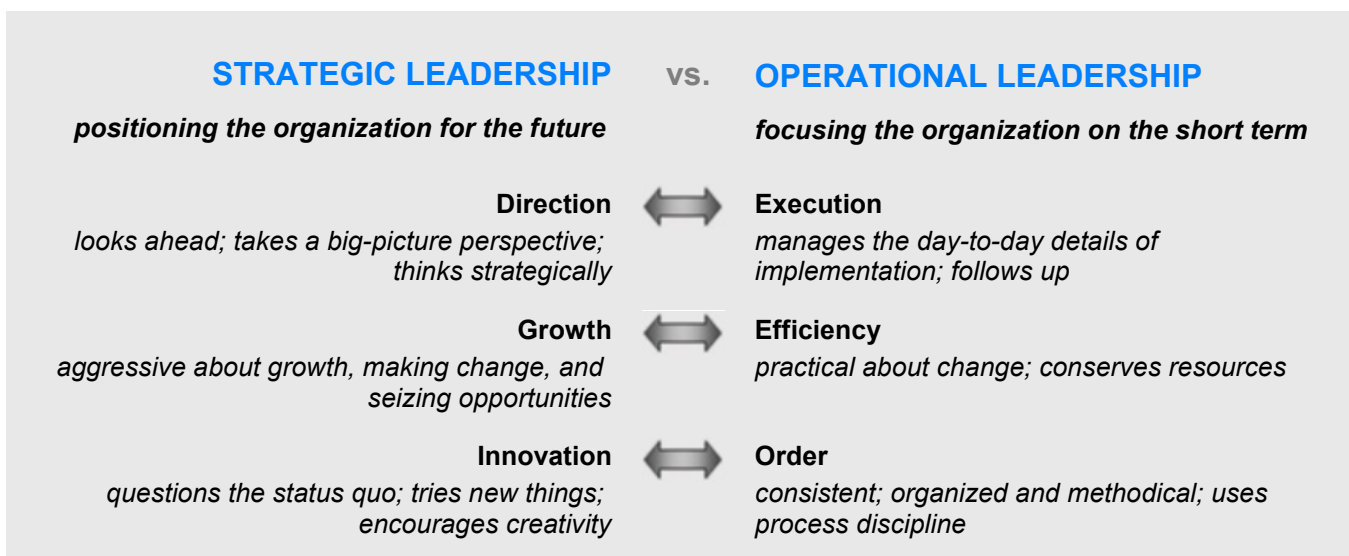 STRATEGIC LEADERSHIP vs. OPERATIONAL LEADERSHIP
positioning the organization for the future
focusing the organization on the short term
Direction
looks ahead; takes a big-picture perspective;
thinks strategically
Execution
manages the day-to-day details of
implementation; follows up
Growth
aggressive about growth, making change, and
seizing opportunities
Efficiency
practical about change; conserves resources
Innovation
questions the status quo; tries new things;
encourages creativity
Order
consistent; organized and methodical; uses
process discipline